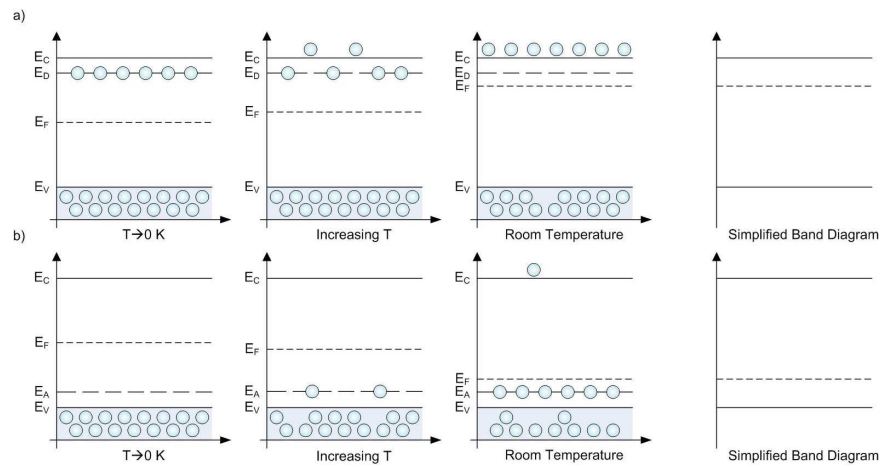 a)
E_C
E_D
E_F
E_V
T→0 K
E_C
E_D
E_F
E_V
Increasing T
E_C
E_D
E_F
E_V
Room Temperature
Simplified Band Diagram
b)
E_C
E_F
E_A
E_V
T→0 K
E_C
E_F
E_A
E_V
Increasing T
E_C
E_F
E_A
E_V
Room Temperature
Simplified Band Diagram